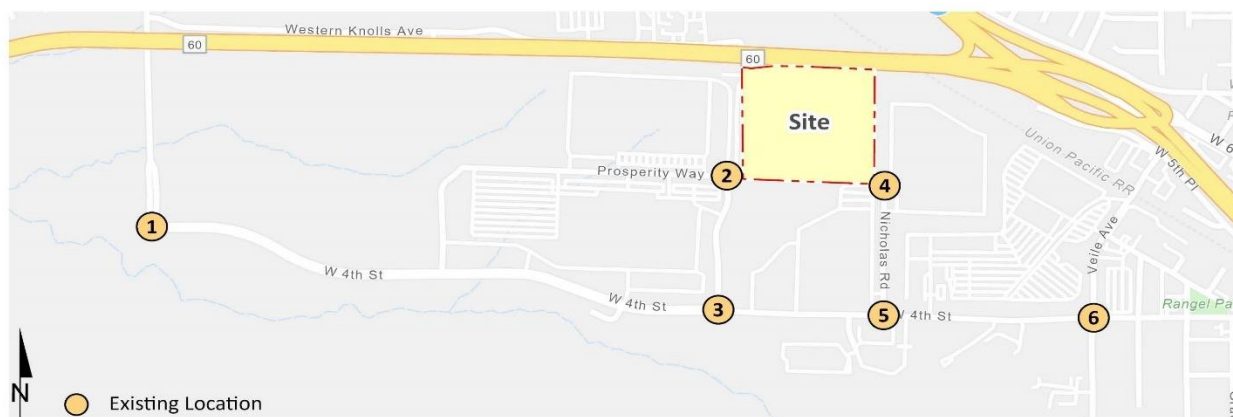 Western Knolls Ave
60
60
Site
Union Pacific RR
W 6
W 5th Pl
Prosperity Way
2
4
1
Nicholas Rd
Veile Ave
W 4th St
W 4th St
3
5
4th St
6
Rangel Pa
N
Existing Location